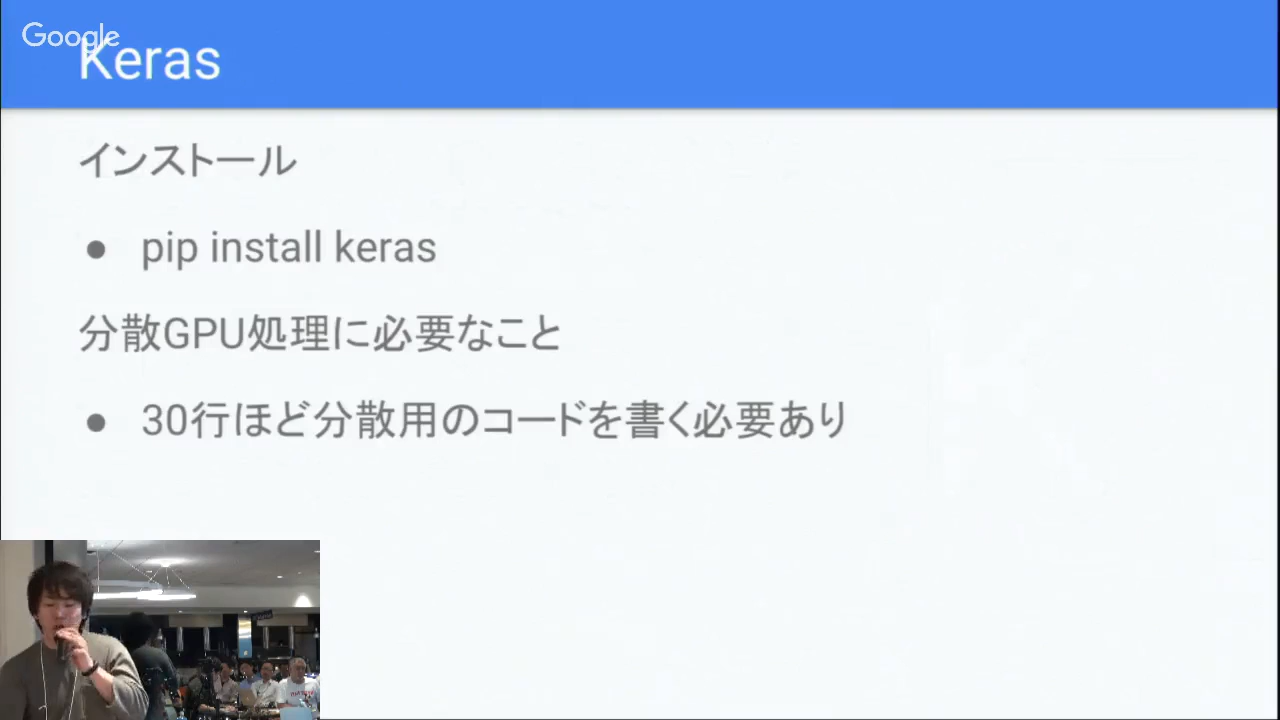 Google
Keras
インストール
● pip install keras
分散GPU処理に必要なこと
● 30行ほど分散用のコードを書く必要あり